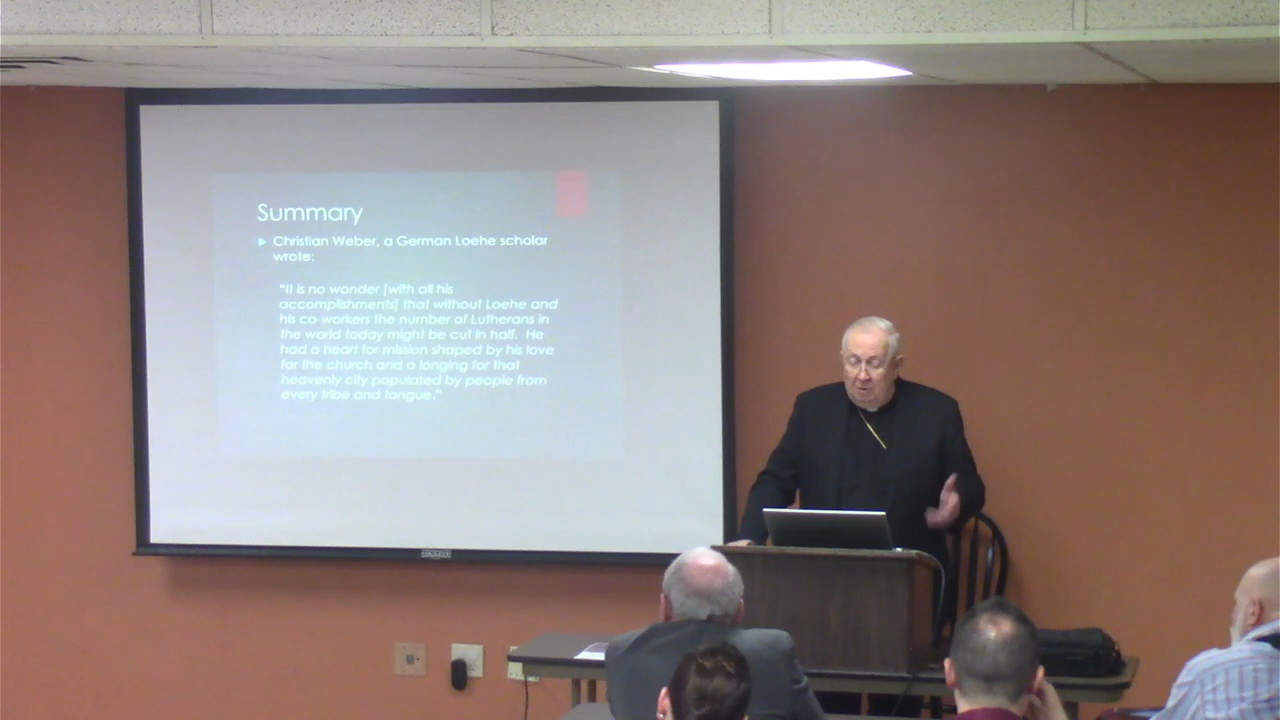 Summary
Christian Weber, a German Loehe scholar
wrote:
"It is no wonder [with all his
accomplishments] that without Loehe and
his co-workers the number of Lutherans in
the world today might be cut in half. He
had a heart for mission shaped by his love
for the church and a longing for that
heavenly city populated by people from
every tribe and tongue."